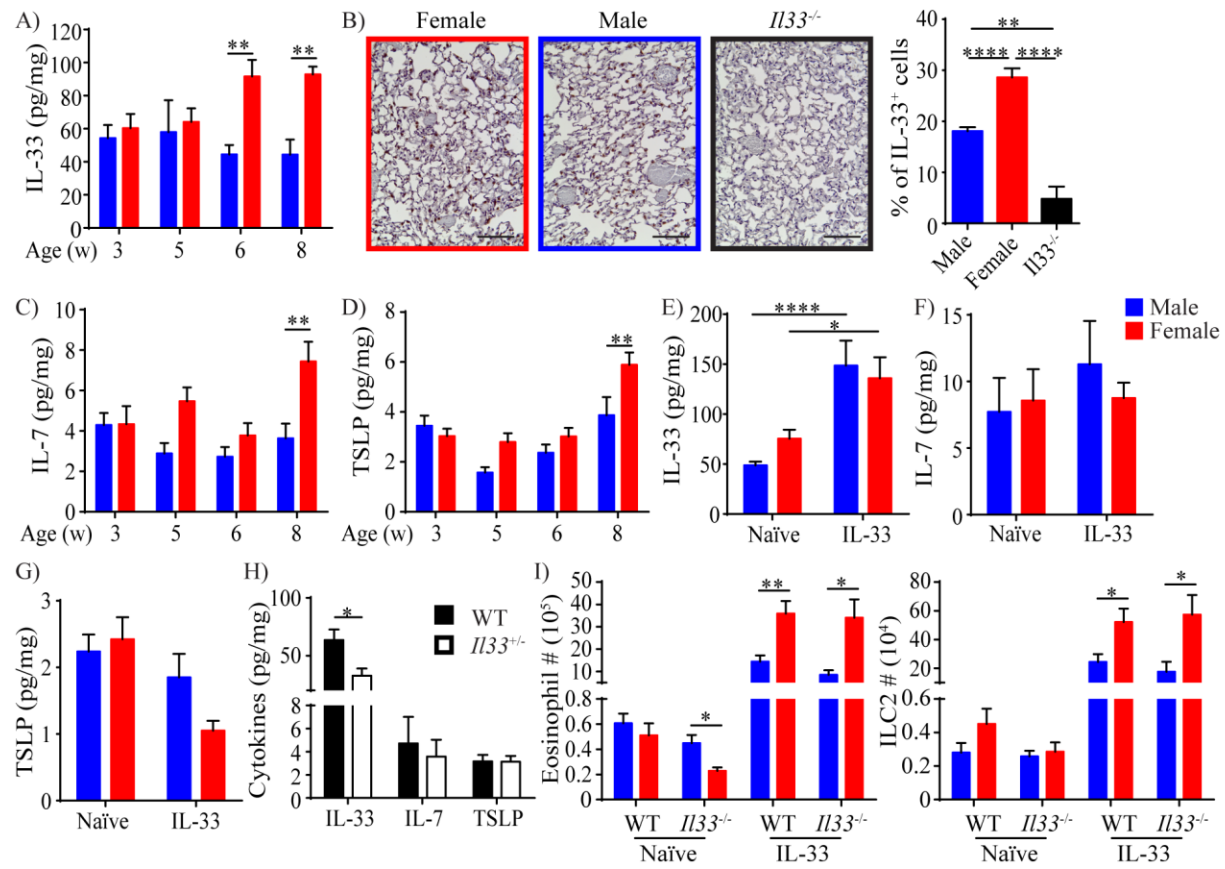 A)
IL-33 (pg/mg)
120
100
80
60
40
20
0
** **
Age (w) 3 5 6 8
B) Female Male Il33-/-
% of IL-33+ cells
40
30
20
10
0
**
**** ****
Male Female Il33-/-
C)
IL-7 (pg/mg)
10
8
6
4
2
0
**
Age (w) 3 5 6 8
D)
TSLP (pg/mg)
8
6
4
2
0
**
Age (w) 3 5 6 8
E)
IL-33 (pg/mg)
200
150
100
50
0
****
*
Naïve IL-33
F)
IL-7 (pg/mg)
15
10
5
0
Naïve IL-33
Male
Female
G)
TSLP (pg/mg)
3
2
1
0
Naïve IL-33
H)
Cytokines (pg/mg)
100
50
8
6
4
2
0
*
WT
Il33+/-
IL-33 IL-7 TSLP
I)
Eosinophil # (10⁵)
50
40
30
20
10
0.6
0.4
0.2
0
* ** *
WT Il33-/- WT Il33-/-
Naïve IL-33
ILC2 # (10⁴)
80
60
40
20
0.6
0.4
0.2
0
* *
WT Il33-/- WT Il33-/-
Naïve IL-33